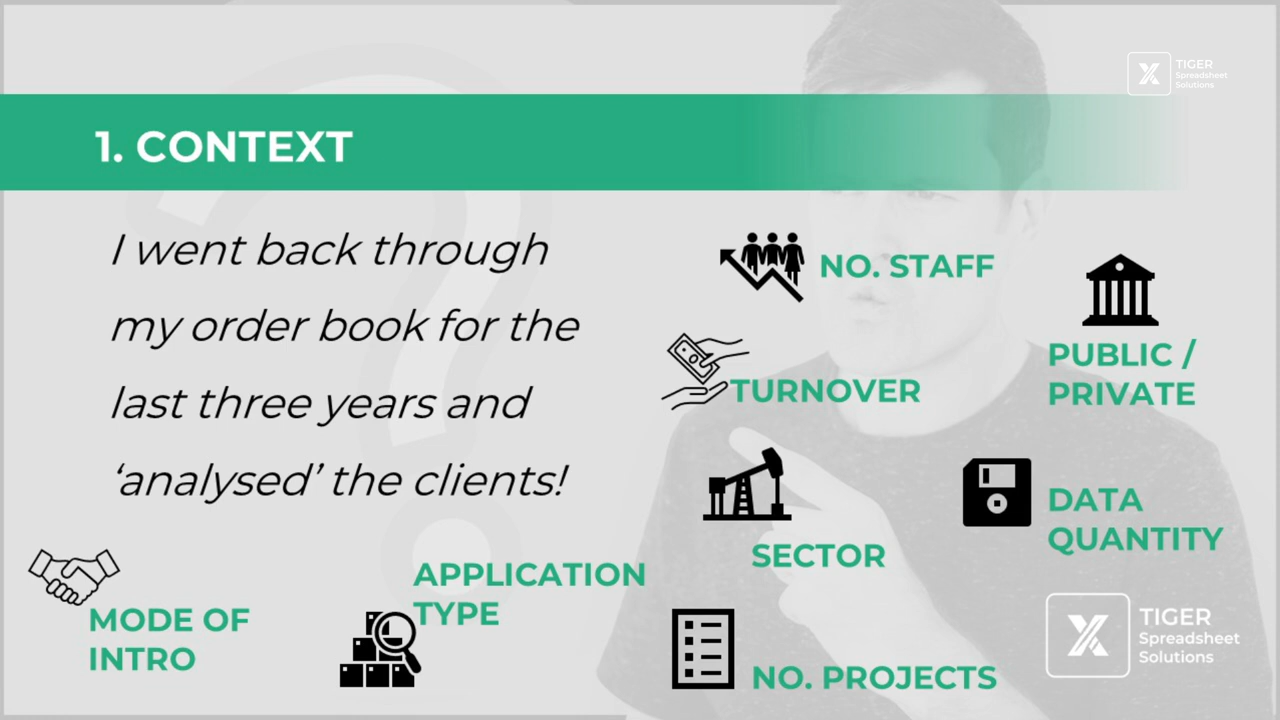 TIGER
Spreadsheet
Solutions
1. CONTEXT
I went back through
my order book for the
last three years and
‘analysed’ the clients!
NO. STAFF
PUBLIC /
PRIVATE
TURNOVER
SECTOR
DATA
QUANTITY
MODE OF
INTRO
APPLICATION
TYPE
NO. PROJECTS
TIGER
Spreadsheet
Solutions